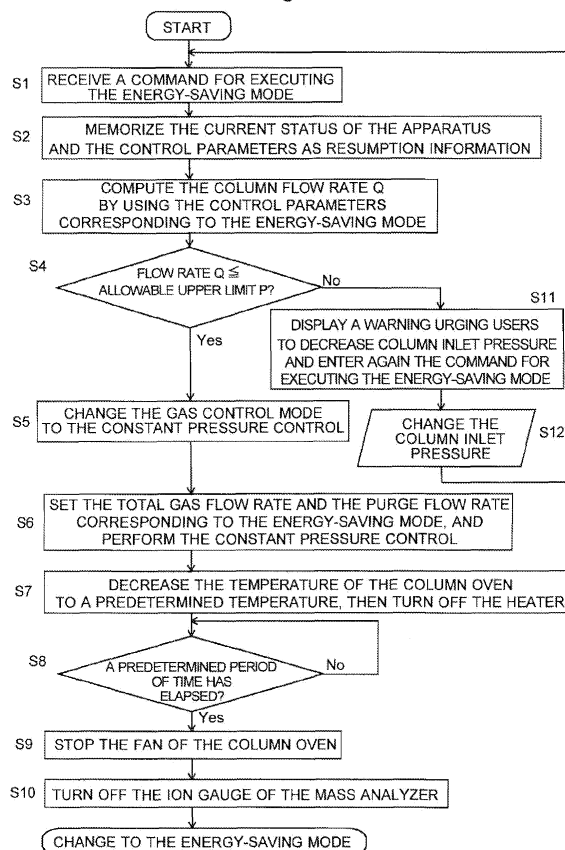 START
S1
RECEIVE A COMMAND FOR EXECUTING
THE ENERGY-SAVING MODE
S2
MEMORIZE THE CURRENT STATUS OF THE APPARATUS
AND THE CONTROL PARAMETERS AS RESUMPTION INFORMATION
S3
COMPUTE THE COLUMN FLOW RATE Q
BY USING THE CONTROL PARAMETERS
CORRESPONDING TO THE ENERGY-SAVING MODE
S4
FLOW RATE Q ≦
ALLOWABLE UPPER LIMIT P?
No
Yes
S11
DISPLAY A WARNING URGING USERS
TO DECREASE COLUMN INLET PRESSURE
AND ENTER AGAIN THE COMMAND FOR
EXECUTING THE ENERGY-SAVING MODE
S5
CHANGE THE GAS CONTROL MODE
TO THE CONSTANT PRESSURE CONTROL
CHANGE THE
COLUMN INLET
PRESSURE
S12
S6
SET THE TOTAL GAS FLOW RATE AND THE PURGE FLOW RATE
CORRESPONDING TO THE ENERGY-SAVING MODE, AND
PERFORM THE CONSTANT PRESSURE CONTROL
S7
DECREASE THE TEMPERATURE OF THE COLUMN OVEN
TO A PREDETERMINED TEMPERATURE, THEN TURN OFF THE HEATER
S8
A PREDETERMINED PERIOD
OF TIME HAS
ELAPSED?
No
Yes
S9
STOP THE FAN OF THE COLUMN OVEN
S10
TURN OFF THE ION GAUGE OF THE MASS ANALYZER
CHANGE TO THE ENERGY-SAVING MODE